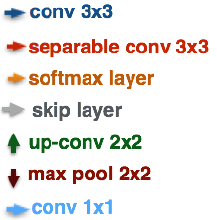 conv 3x3
separable conv 3x3
softmax layer
skip layer
up-conv 2x2
max pool 2x2
conv 1x1